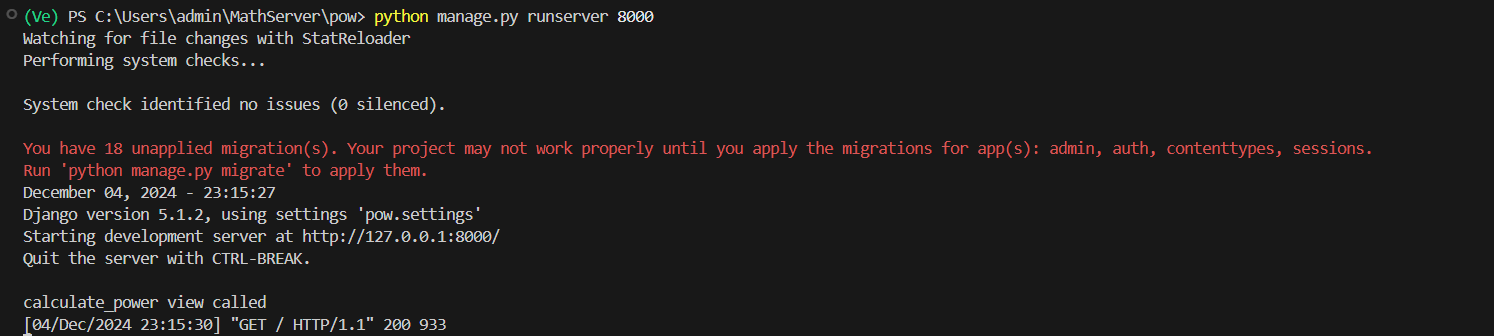 (Ve) PS C:\Users\admin\MathServer\pow> python manage.py runserver 8000
Watching for file changes with StatReloader
Performing system checks...
System check identified no issues (0 silenced).
You have 18 unapplied migration(s). Your project may not work properly until you apply the migrations for app(s): admin, auth, contenttypes, sessions.
Run 'python manage.py migrate' to apply them.
December 04, 2024 - 23:15:27
Django version 5.1.2, using settings 'pow.settings'
Starting development server at http://127.0.0.1:8000/
Quit the server with CTRL-BREAK.
calculate_power view called
[04/Dec/2024 23:15:30] "GET / HTTP/1.1" 200 933